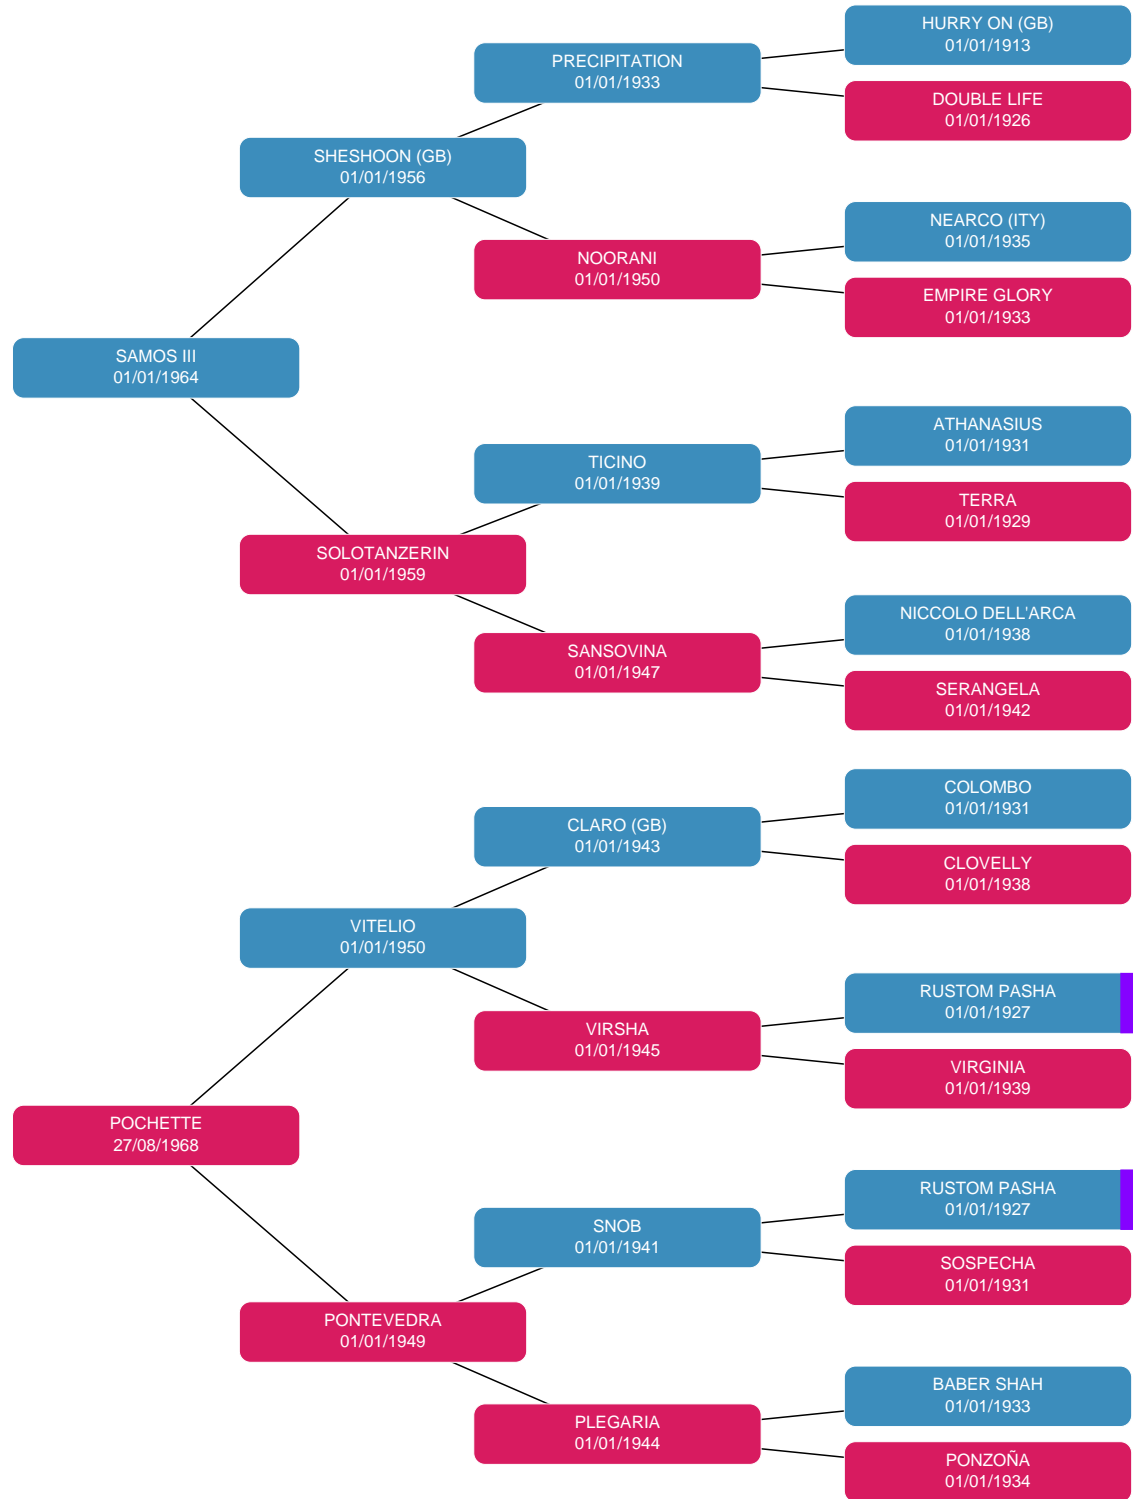 HURRY ON (GB)
01/01/1913
PRECIPITATION
01/01/1933
DOUBLE LIFE
01/01/1926
SHESHOON (GB)
01/01/1956
NEARCO (ITY)
01/01/1935
NOORANI
01/01/1950
EMPIRE GLORY
01/01/1933
SAMOS III
01/01/1964
ATHANASIUS
01/01/1931
TICINO
01/01/1939
TERRA
01/01/1929
SOLOTANZERIN
01/01/1959
NICCOLO DELL'ARCA
01/01/1938
SANSOVINA
01/01/1947
SERANGELA
01/01/1942
COLOMBO
01/01/1931
CLARO (GB)
01/01/1943
CLOVELLY
01/01/1938
VITELIO
01/01/1950
RUSTOM PASHA
01/01/1927
VIRSHA
01/01/1945
VIRGINIA
01/01/1939
POCHETTE
27/08/1968
RUSTOM PASHA
01/01/1927
SNOB
01/01/1941
SOSPECHA
01/01/1931
PONTEVEDRA
01/01/1949
BABER SHAH
01/01/1933
PLEGARIA
01/01/1944
PONZOÑA
01/01/1934